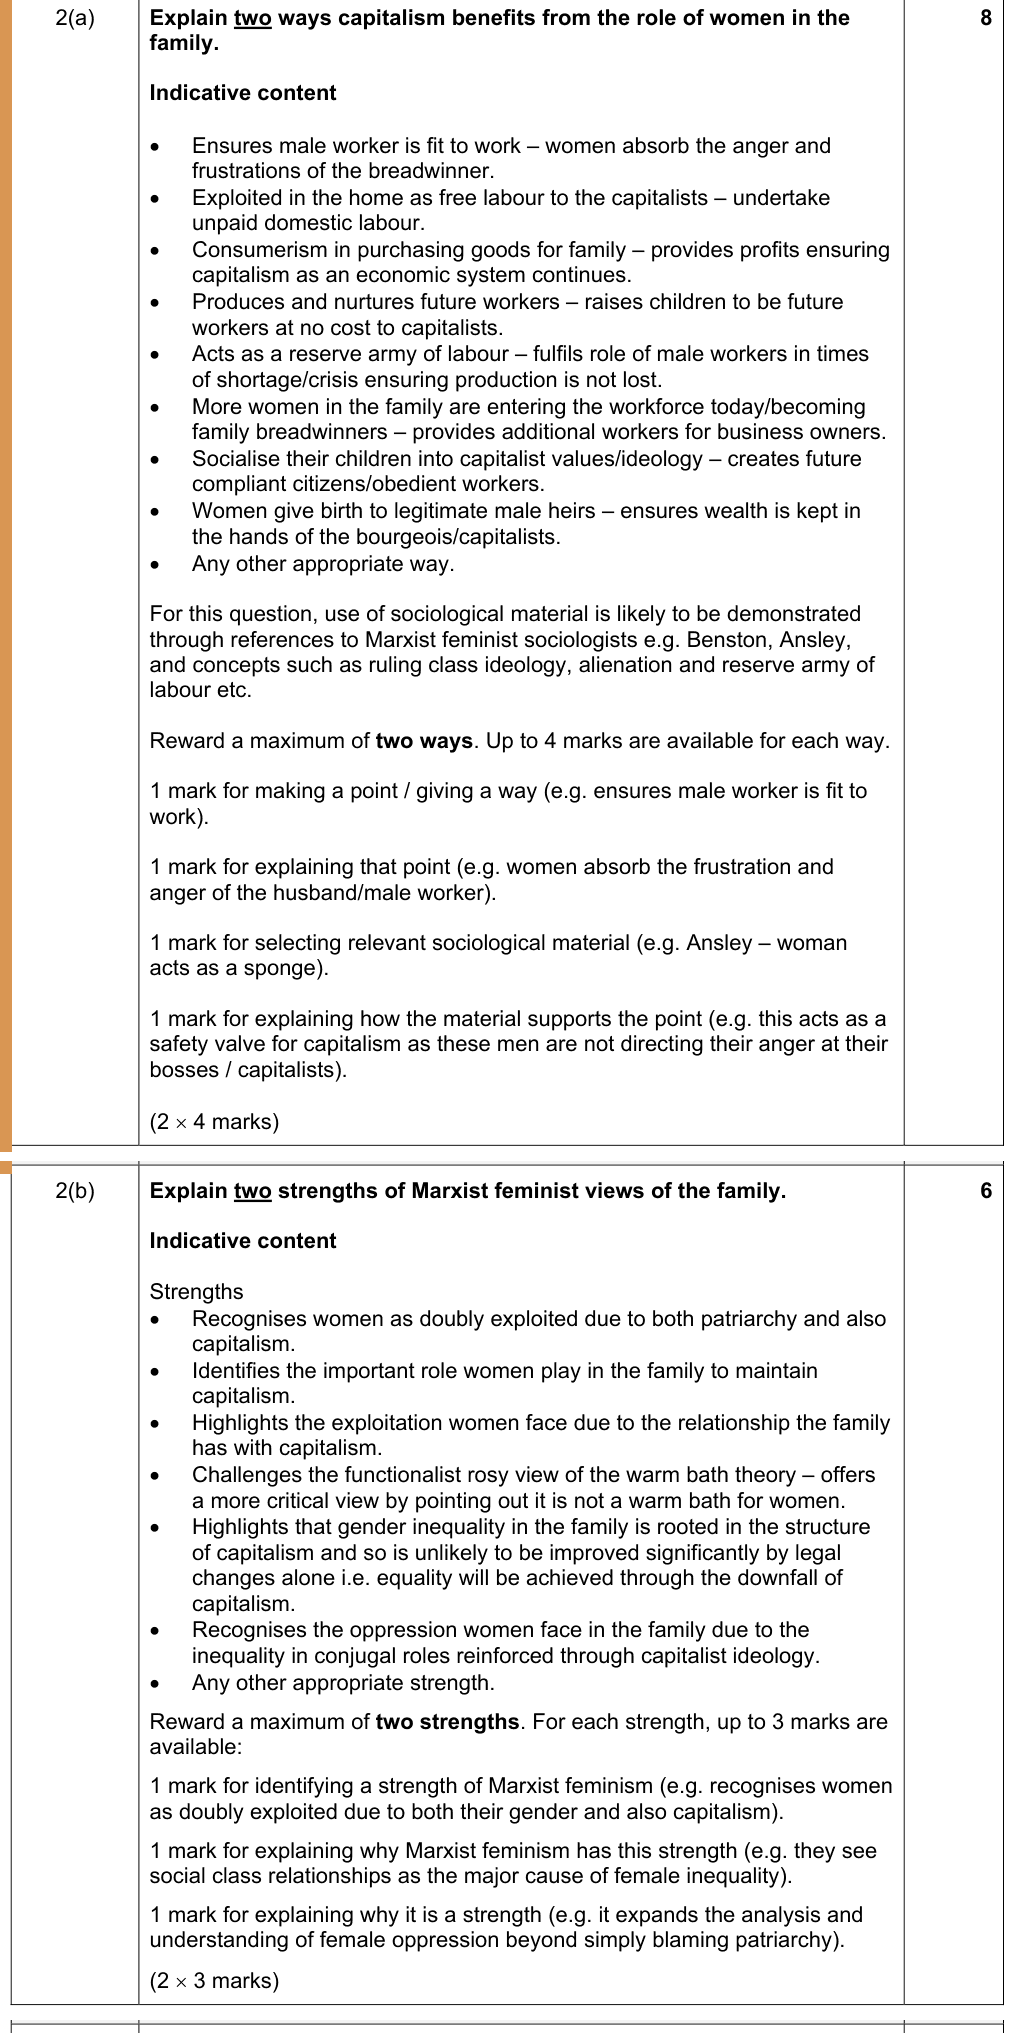 2(a) Explain two ways capitalism benefits from the role of women in the 8
family.
Indicative content
• Ensures male worker is fit to work – women absorb the anger and
frustrations of the breadwinner.
• Exploited in the home as free labour to the capitalists – undertake
unpaid domestic labour.
• Consumerism in purchasing goods for family – provides profits ensuring
capitalism as an economic system continues.
• Produces and nurtures future workers – raises children to be future
workers at no cost to capitalists.
• Acts as a reserve army of labour – fulfils role of male workers in times
of shortage/crisis ensuring production is not lost.
• More women in the family are entering the workforce today/becoming
family breadwinners – provides additional workers for business owners.
• Socialise their children into capitalist values/ideology – creates future
compliant citizens/obedient workers.
• Women give birth to legitimate male heirs – ensures wealth is kept in
the hands of the bourgeois/capitalists.
• Any other appropriate way.
For this question, use of sociological material is likely to be demonstrated
through references to Marxist feminist sociologists e.g. Benston, Ansley,
and concepts such as ruling class ideology, alienation and reserve army of
labour etc.
Reward a maximum of two ways. Up to 4 marks are available for each way.
1 mark for making a point / giving a way (e.g. ensures male worker is fit to
work).
1 mark for explaining that point (e.g. women absorb the frustration and
anger of the husband/male worker).
1 mark for selecting relevant sociological material (e.g. Ansley – woman
acts as a sponge).
1 mark for explaining how the material supports the point (e.g. this acts as a
safety valve for capitalism as these men are not directing their anger at their
bosses / capitalists).
(2 × 4 marks)
2(b) Explain two strengths of Marxist feminist views of the family. 6
Indicative content
Strengths
• Recognises women as doubly exploited due to both patriarchy and also
capitalism.
• Identifies the important role women play in the family to maintain
capitalism.
• Highlights the exploitation women face due to the relationship the family
has with capitalism.
• Challenges the functionalist rosy view of the warm bath theory – offers
a more critical view by pointing out it is not a warm bath for women.
• Highlights that gender inequality in the family is rooted in the structure
of capitalism and so is unlikely to be improved significantly by legal
changes alone i.e. equality will be achieved through the downfall of
capitalism.
• Recognises the oppression women face in the family due to the
inequality in conjugal roles reinforced through capitalist ideology.
• Any other appropriate strength.
Reward a maximum of two strengths. For each strength, up to 3 marks are
available:
1 mark for identifying a strength of Marxist feminism (e.g. recognises women
as doubly exploited due to both their gender and also capitalism).
1 mark for explaining why Marxist feminism has this strength (e.g. they see
social class relationships as the major cause of female inequality).
1 mark for explaining why it is a strength (e.g. it expands the analysis and
understanding of female oppression beyond simply blaming patriarchy).
(2 × 3 marks)